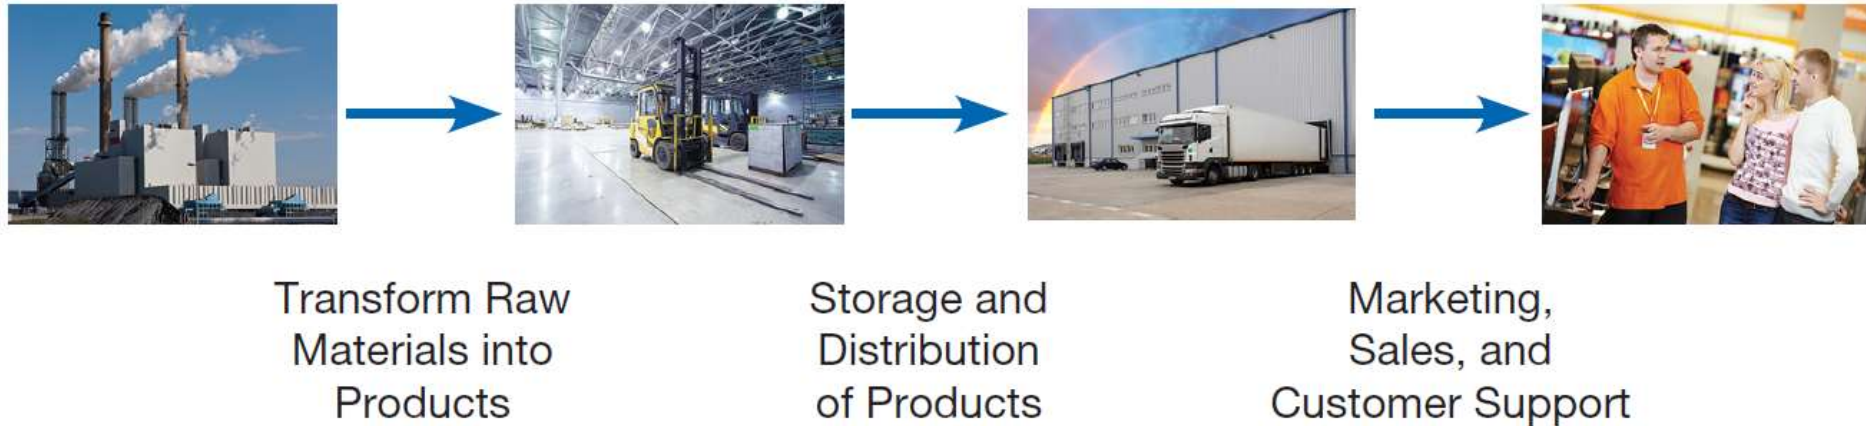 Transform Raw
Materials into
Products
Storage and
Distribution
of Products
Marketing,
Sales, and
Customer Support